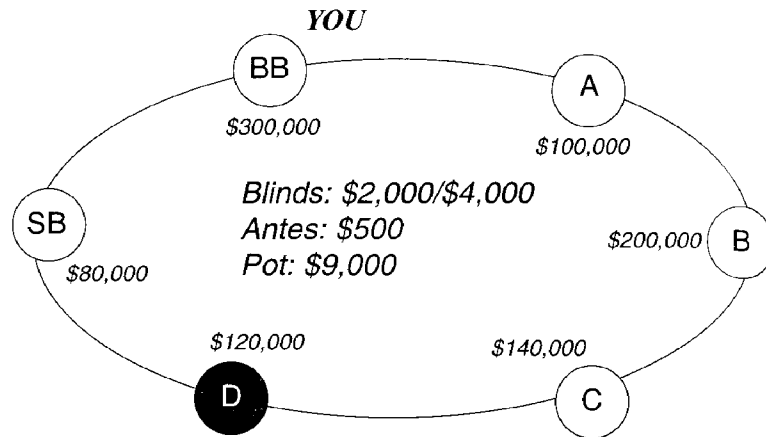 YOU
BB
A
$300,000
$100,000
Blinds: $2,000/$4,000
SB
Antes: $500
$200,000
B
Pot: $9,000
$80,000
$120,000
$140,000
D
C